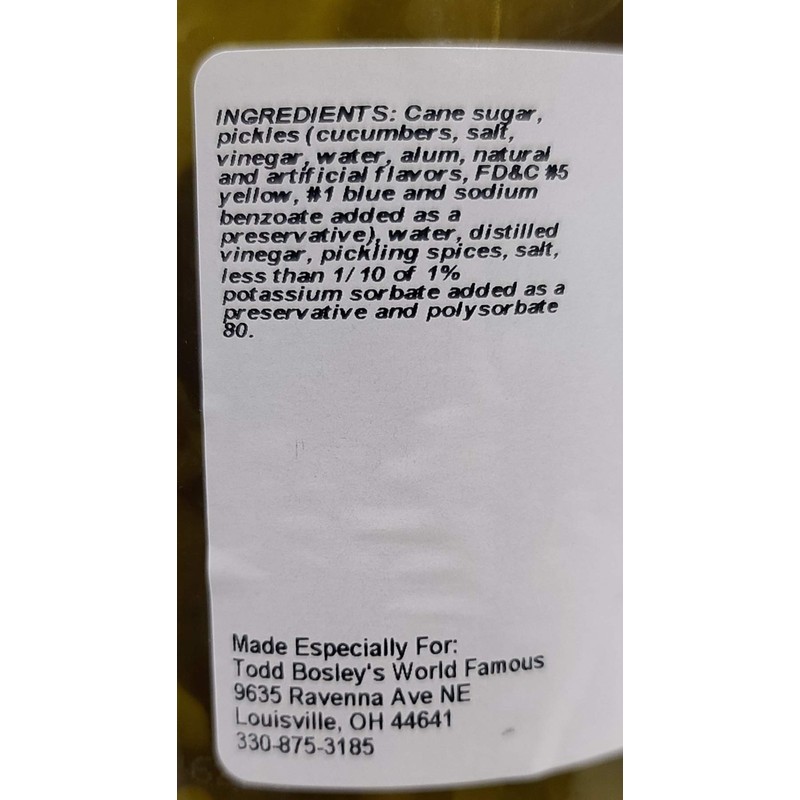 INGREDIENTS: Cane sugar,
pickles (cucumbers, salt,
vinegar, water, alum, natural
and artificial flavors, FD&C #5
yellow, #1 blue and sodium
benzoate added as a
preservative), water, distilled
vinegar, pickling spices, salt,
less than 1/10 of 1%
potassium sorbate added as a
preservative and polysorbate
80.
Made Especially For:
Todd Bosley's World Famous
9635 Ravenna Ave NE
Louisville, OH 44641
330-875-3185